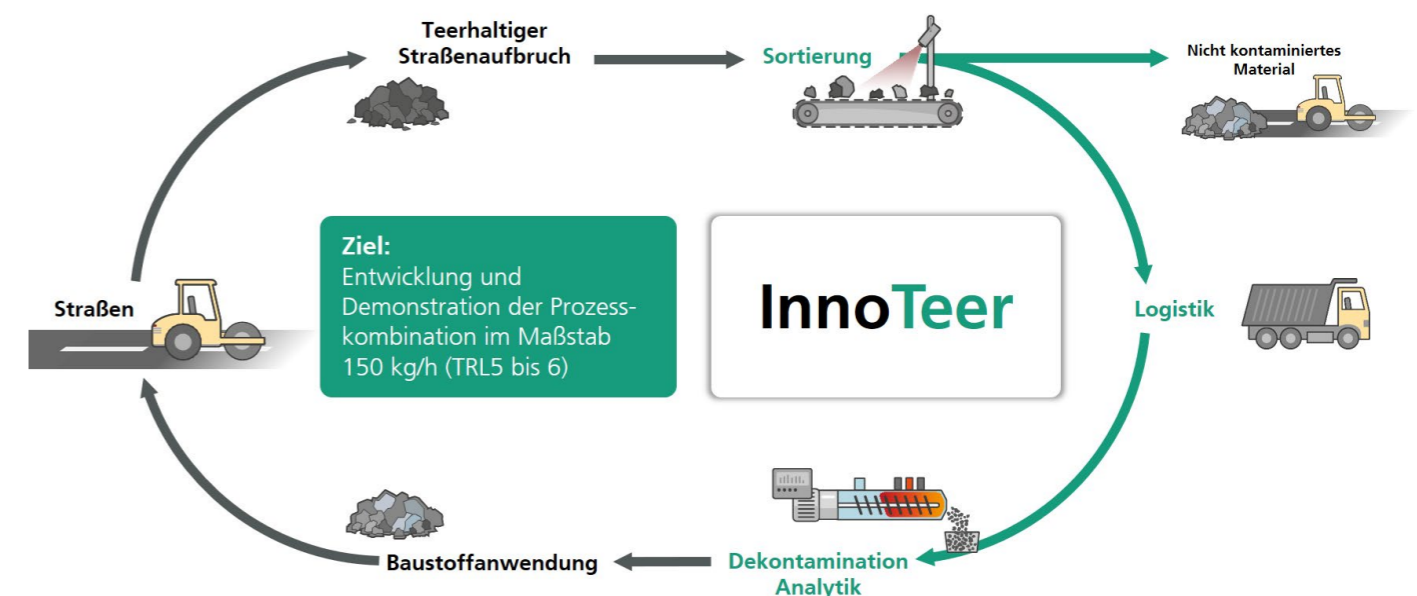 Teerhaltiger
Straßenaufbruch
Sortierung
Nicht kontaminiertes
Material
Straßen
Ziel:
Entwicklung und
Demonstration der Prozess-
kombination im Maßstab
150 kg/h (TRL5 bis 6)
InnoTeer
Logistik
Baustoffanwendung
Dekontamination
Analytik